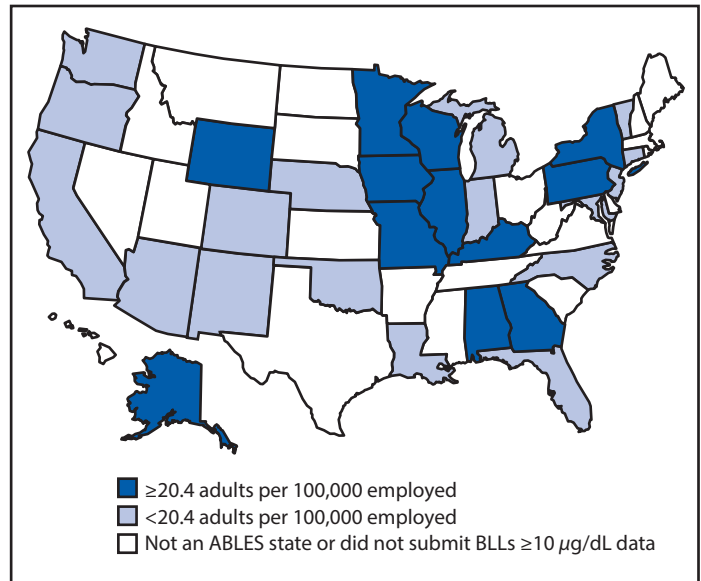 ≥20.4 adults per 100,000 employed
<20.4 adults per 100,000 employed
Not an ABLES state or did not submit BLLs ≥10 µg/dL data